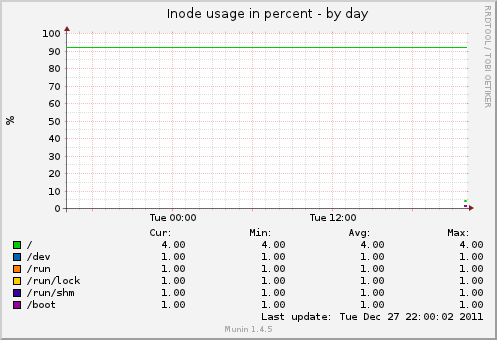 Inode usage in percent - by day
RRDTOOL / TOBI OETIKER
100
90
80
70
60
50
40
30
20
10
0
%
Tue 00:00 Tue 12:00
Cur: Min: Avg: Max:
/ 4.00 4.00 4.00 4.00
/dev 1.00 1.00 1.00 1.00
/run 1.00 1.00 1.00 1.00
/run/lock 1.00 1.00 1.00 1.00
/run/shm 1.00 1.00 1.00 1.00
/boot 1.00 1.00 1.00 1.00
Last update: Tue Dec 27 22:00:02 2011
Munin 1.4.5